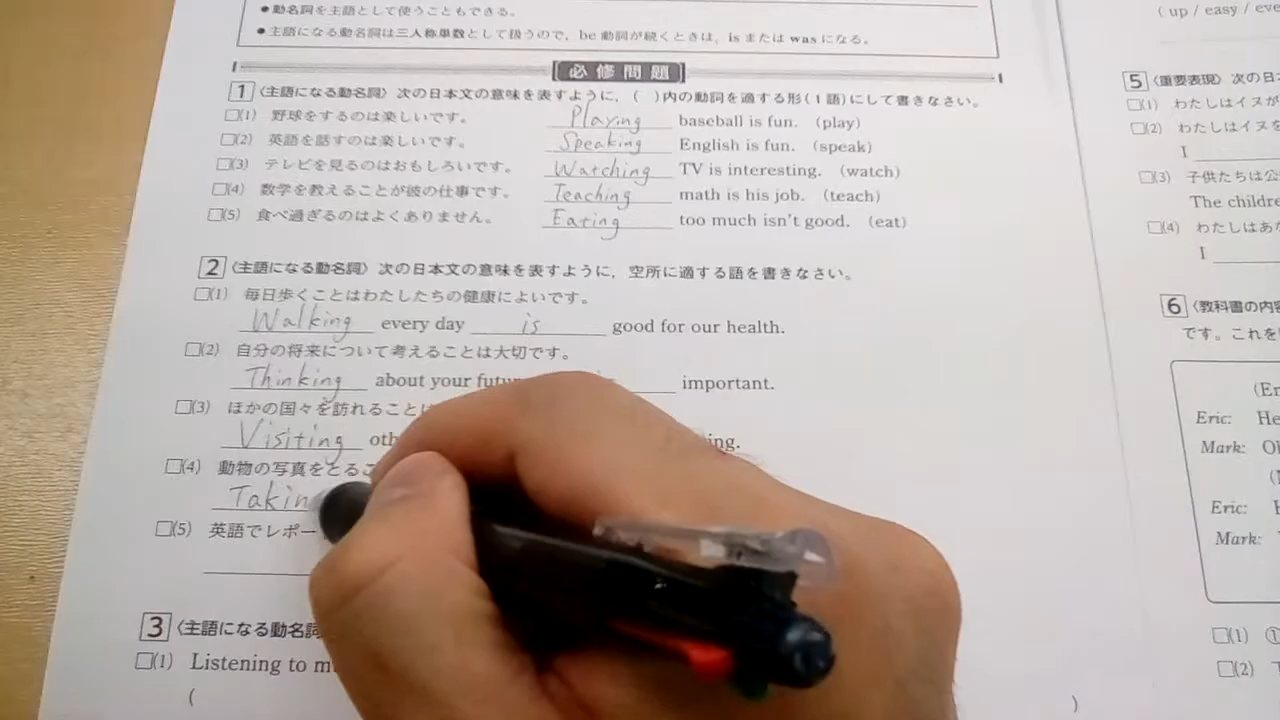 ●動名詞を主語として使うこともできる。
●主語になる動名詞は三人称単数として扱うので，be 動詞が続くときは，is または was になる。
必修問題
1 〈主語になる動名詞〉 次の日本文の意味を表すように，(　)内の動詞を適する形(1語)にして書きなさい。
□(1) 野球をするのは楽しいです。 Playing baseball is fun. (play)
□(2) 英語を話すのは楽しいです。 Speaking English is fun. (speak)
□(3) テレビを見るのはおもしろいです。 Watching TV is interesting. (watch)
□(4) 数学を教えることが彼の仕事です。 Teaching math is his job. (teach)
□(5) 食べ過ぎるのはよくありません。 Eating too much isn't good. (eat)
2 〈主語になる動名詞〉 次の日本文の意味を表すように，空所に適する語を書きなさい。
□(1) 毎日歩くことはわたしたちの健康によいです。
Walking every day is good for our health.
□(2) 自分の将来について考えることは大切です。
Thinking about your futu important.
□(3) ほかの国々を訪れることは
Visiting oth ing.
□(4) 動物の写真をとるこ
Takin
□(5) 英語でレポー
3 〈主語になる動名詞
□(1) Listening to m
(　)
( up / easy / eve
5 〈重要表現〉 次の日
□(1) わたしはイヌが
□(2) わたしはイヌ
I
□(3) 子供たちは公
The childre
□(4) わたしはあ
I
6 〈教科書の内容
です。これを
(Er
Eric: He
Mark: Ol
(
Eric:
Mark:
□(1) ①
□(2)